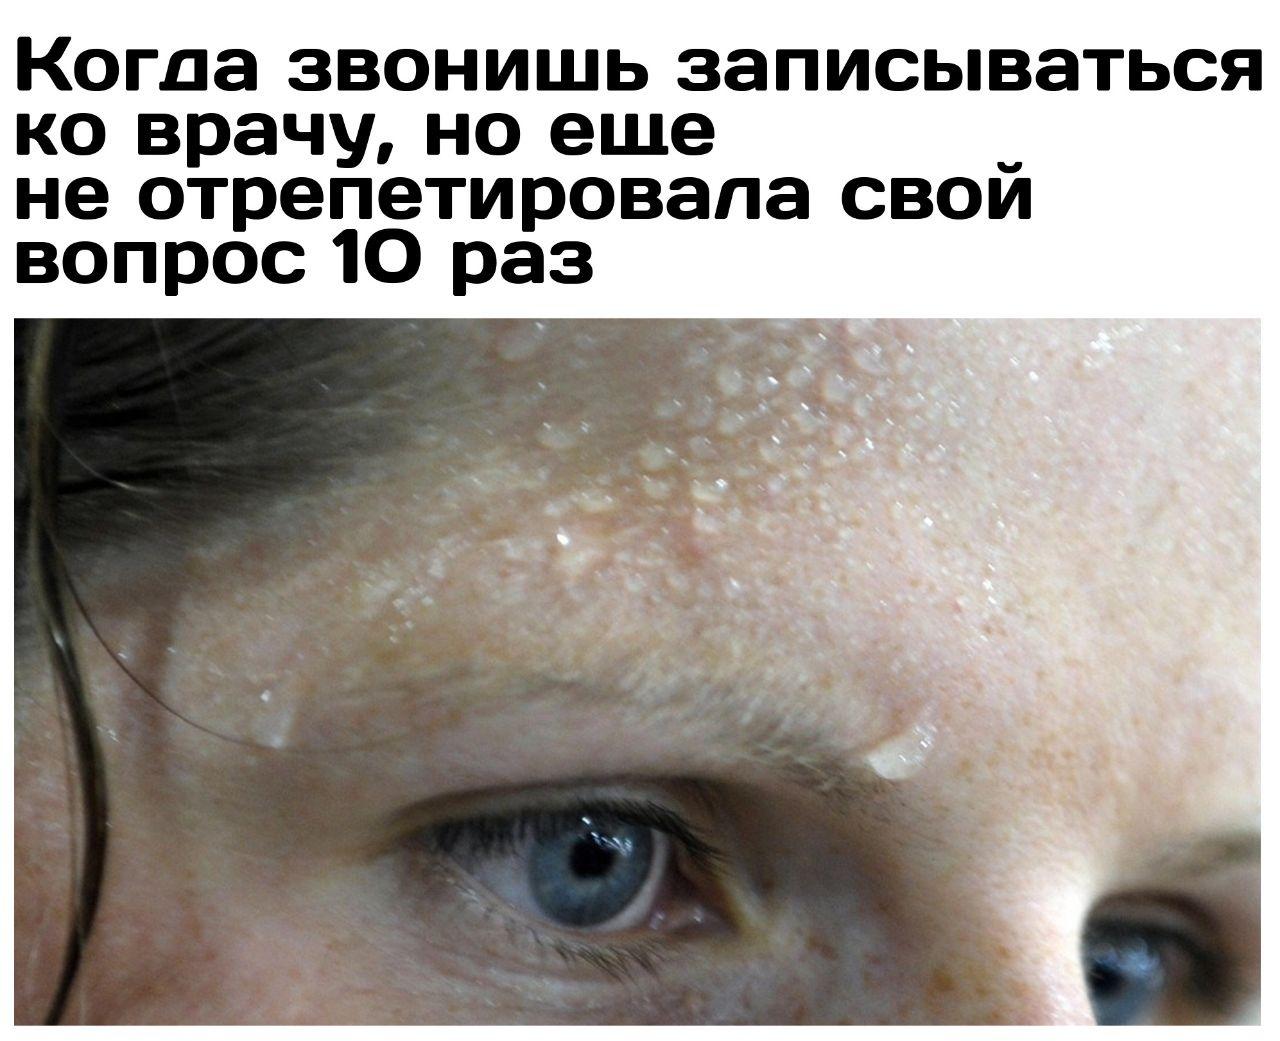 Когда звонишь записываться
ко врачу, но еще
не отрепетировала свой
вопрос 10 раз